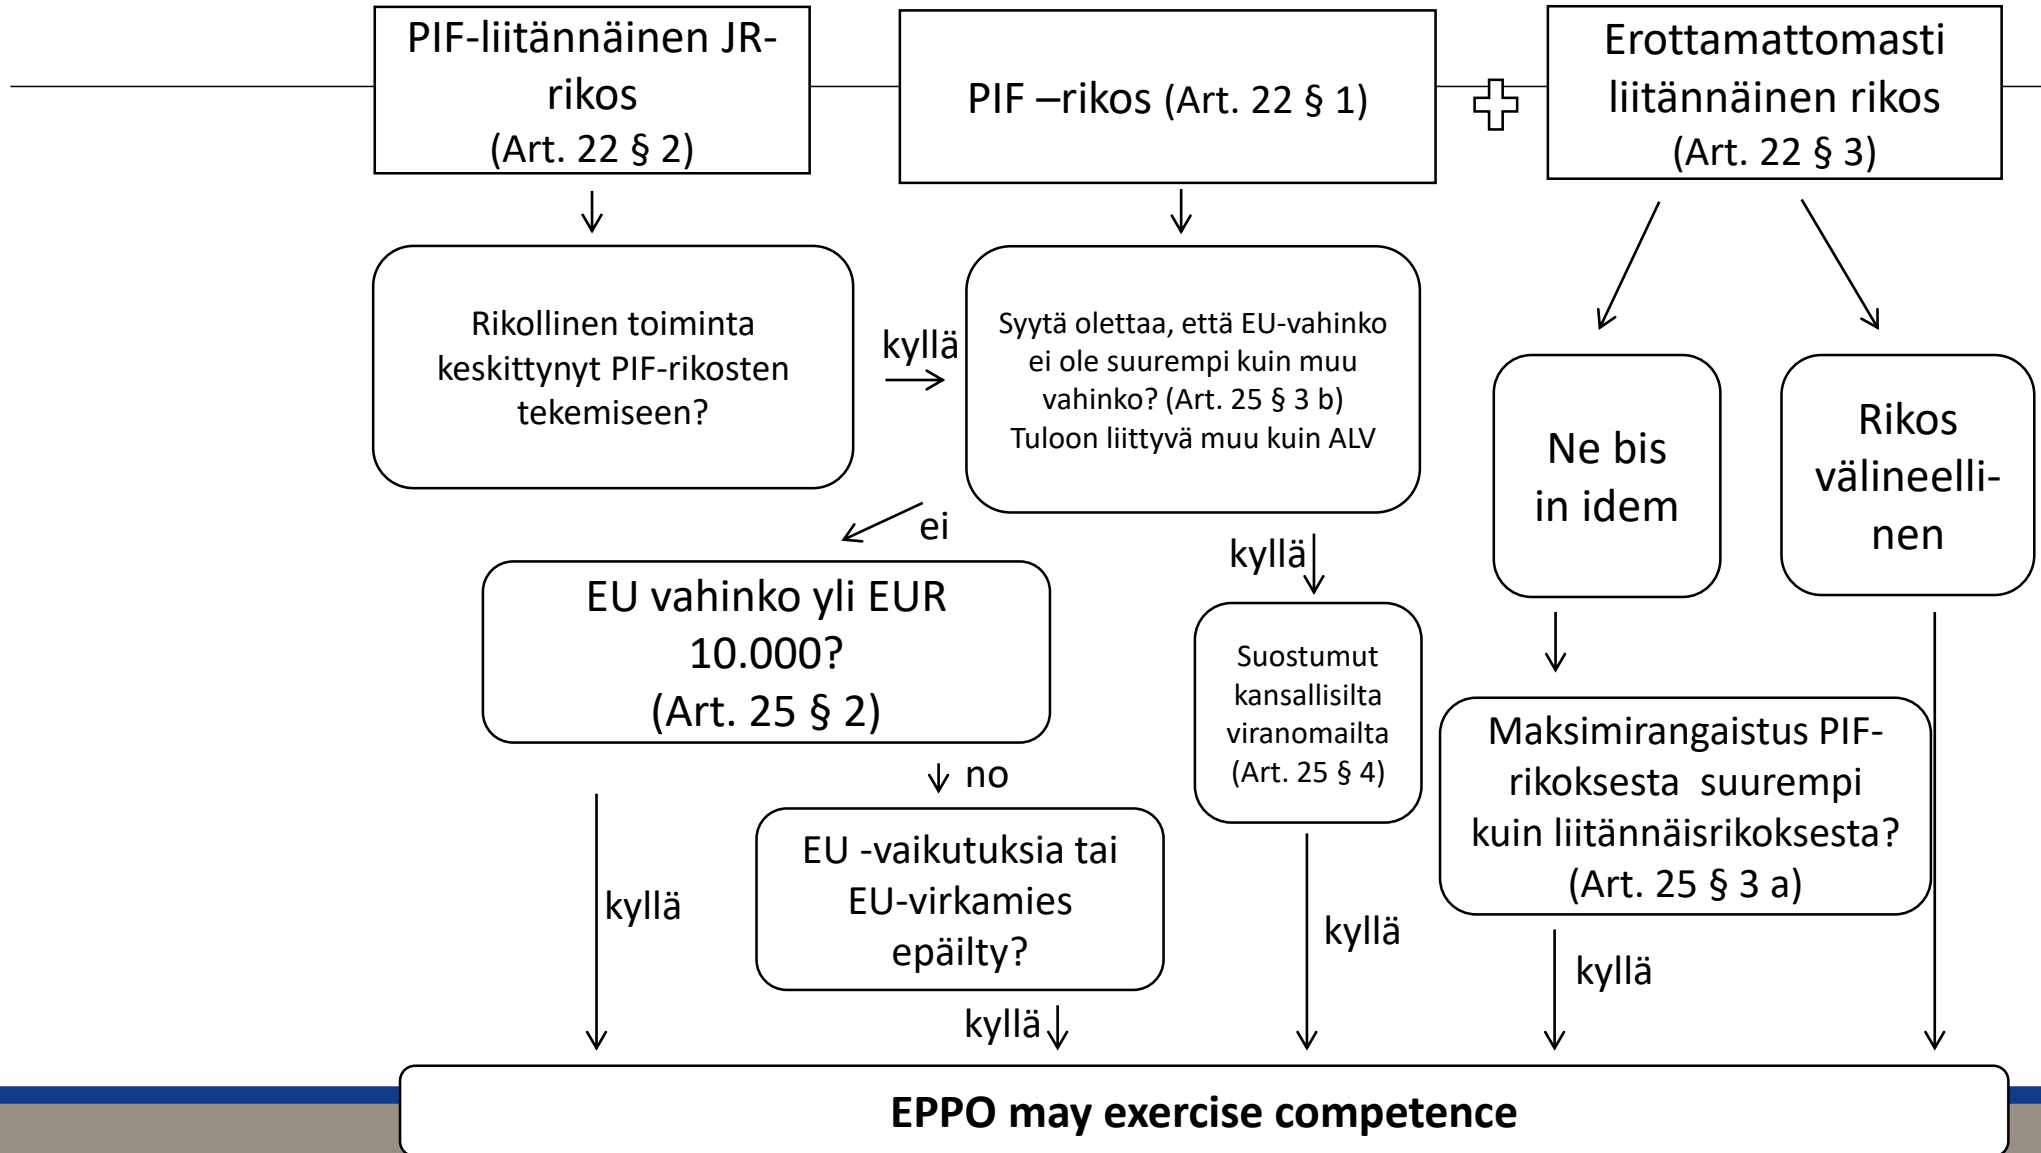 PIF-liitännäinen JR-
rikos
(Art. 22 § 2)
PIF –rikos (Art. 22 § 1)
Erottamattomasti
liitännäinen rikos
(Art. 22 § 3)
Rikollinen toiminta
keskittynyt PIF-rikosten
tekemiseen?
kyllä
Syytä olettaa, että EU-vahinko
ei ole suurempi kuin muu
vahinko? (Art. 25 § 3 b)
Tuloon liittyvä muu kuin ALV
Ne bis
in idem
Rikos
välineelli-
nen
ei
kyllä
EU vahinko yli EUR
10.000?
(Art. 25 § 2)
Suostumut
kansallisilta
viranomailta
(Art. 25 § 4)
Maksimirangaistus PIF-
rikoksesta suurempi
kuin liitännäisrikoksesta?
(Art. 25 § 3 a)
no
EU -vaikutuksia tai
EU-virkamies
epäilty?
kyllä
kyllä
kyllä
kyllä
EPPO may exercise competence